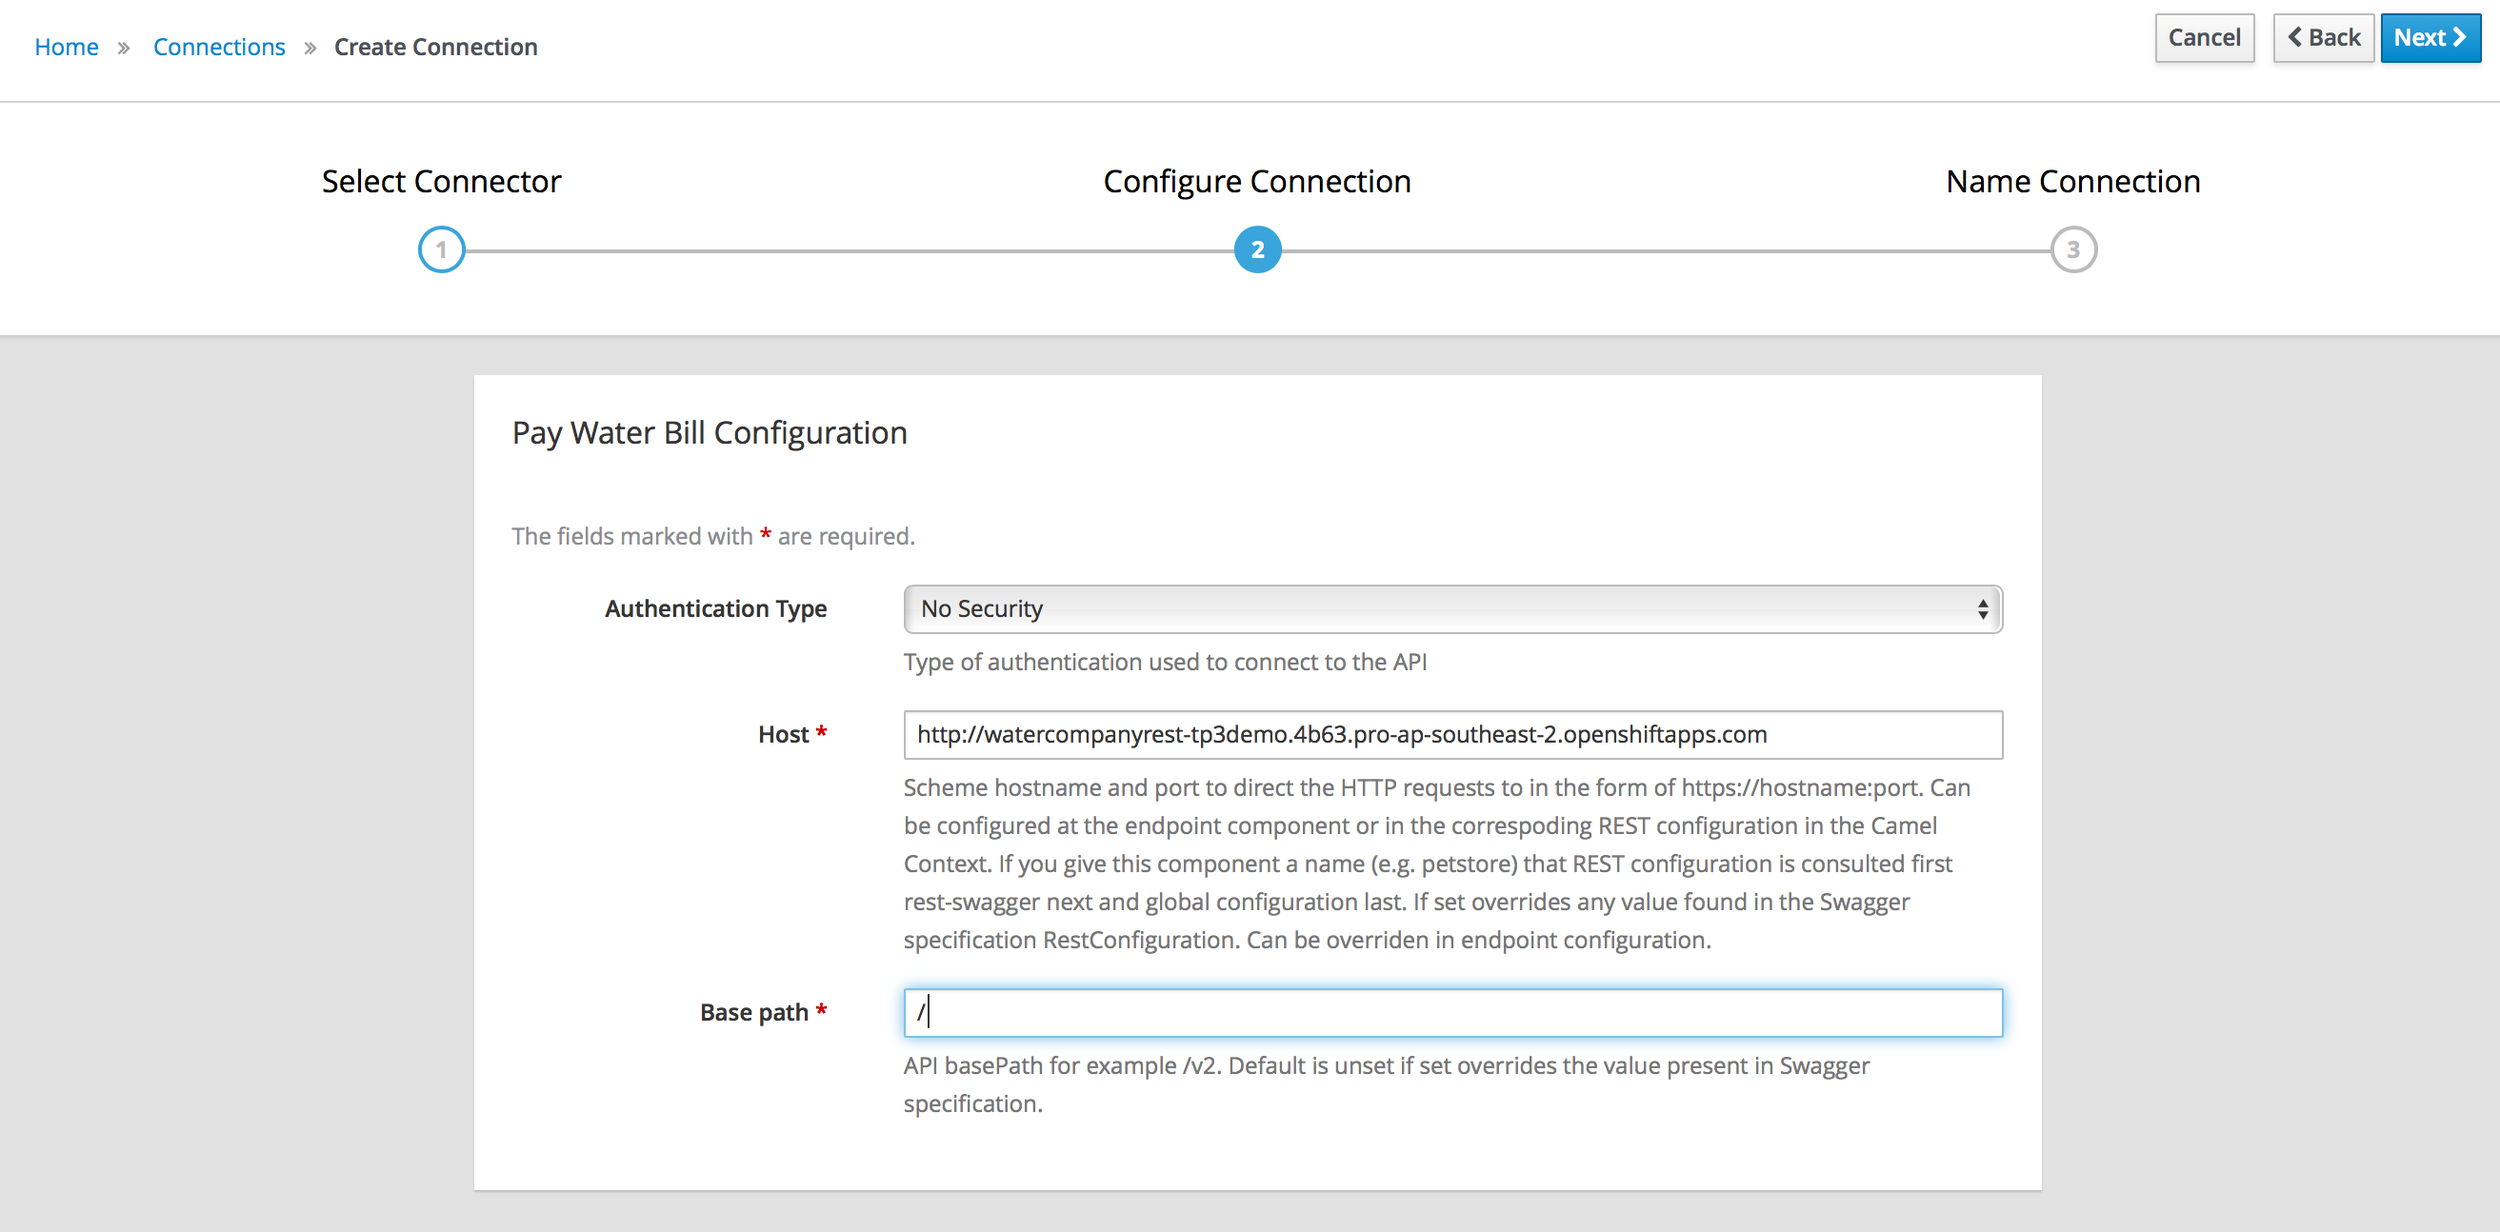 Home » Connections » Create Connection
Cancel
Back
Next
Select Connector
Configure Connection
Name Connection
1
2
3
Pay Water Bill Configuration
The fields marked with * are required.
Authentication Type
No Security
Type of authentication used to connect to the API
Host *
http://watercompanyrest-tp3demo.4b63.pro-ap-southeast-2.openshiftapps.com
Scheme hostname and port to direct the HTTP requests to in the form of https://hostname:port. Can
be configured at the endpoint component or in the correspoding REST configuration in the Camel
Context. If you give this component a name (e.g. petstore) that REST configuration is consulted first
rest-swagger next and global configuration last. If set overrides any value found in the Swagger
specification RestConfiguration. Can be overriden in endpoint configuration.
Base path *
/
API basePath for example /v2. Default is unset if set overrides the value present in Swagger
specification.